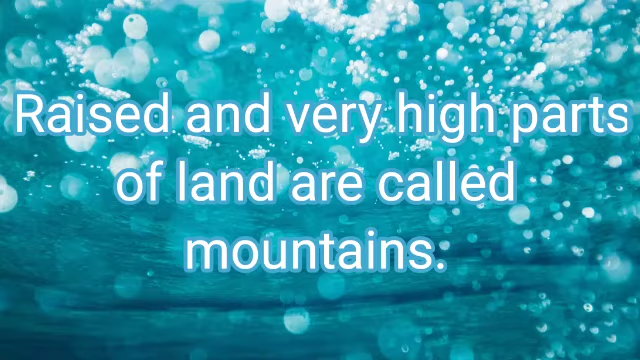 Raised and very high parts
of land are called
mountains.